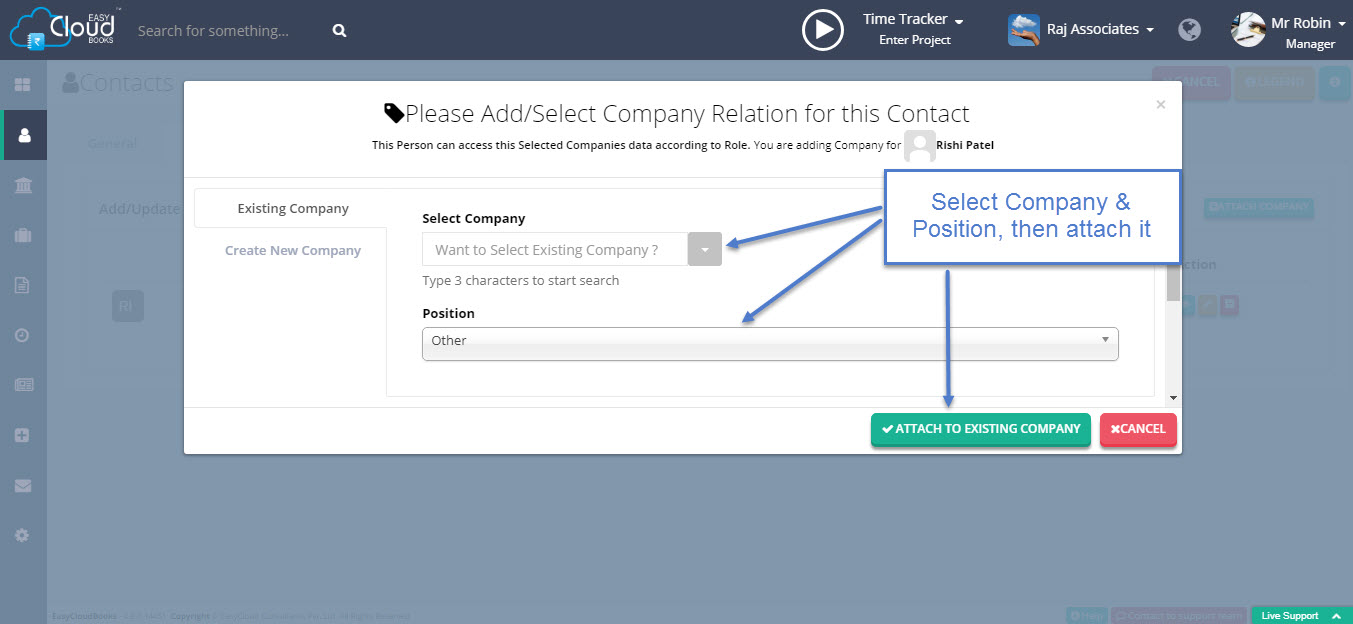 EASY
Cloud
BOOKS
Search for something...
Time Tracker
Enter Project
Raj Associates
Mr Robin
Manager
Contacts
CANCEL
LEGEND
General
Please Add/Select Company Relation for this Contact
This Person can access this Selected Companies data according to Role. You are adding Company for Rishi Patel
Add/Update
ATTACH COMPANY
Existing Company
Create New Company
Select Company
Want to Select Existing Company ?
Type 3 characters to start search
Select Company &
Position, then attach it
ction
RI
Position
Other
ATTACH TO EXISTING COMPANY
CANCEL
Help
Contact to support team
Live Support